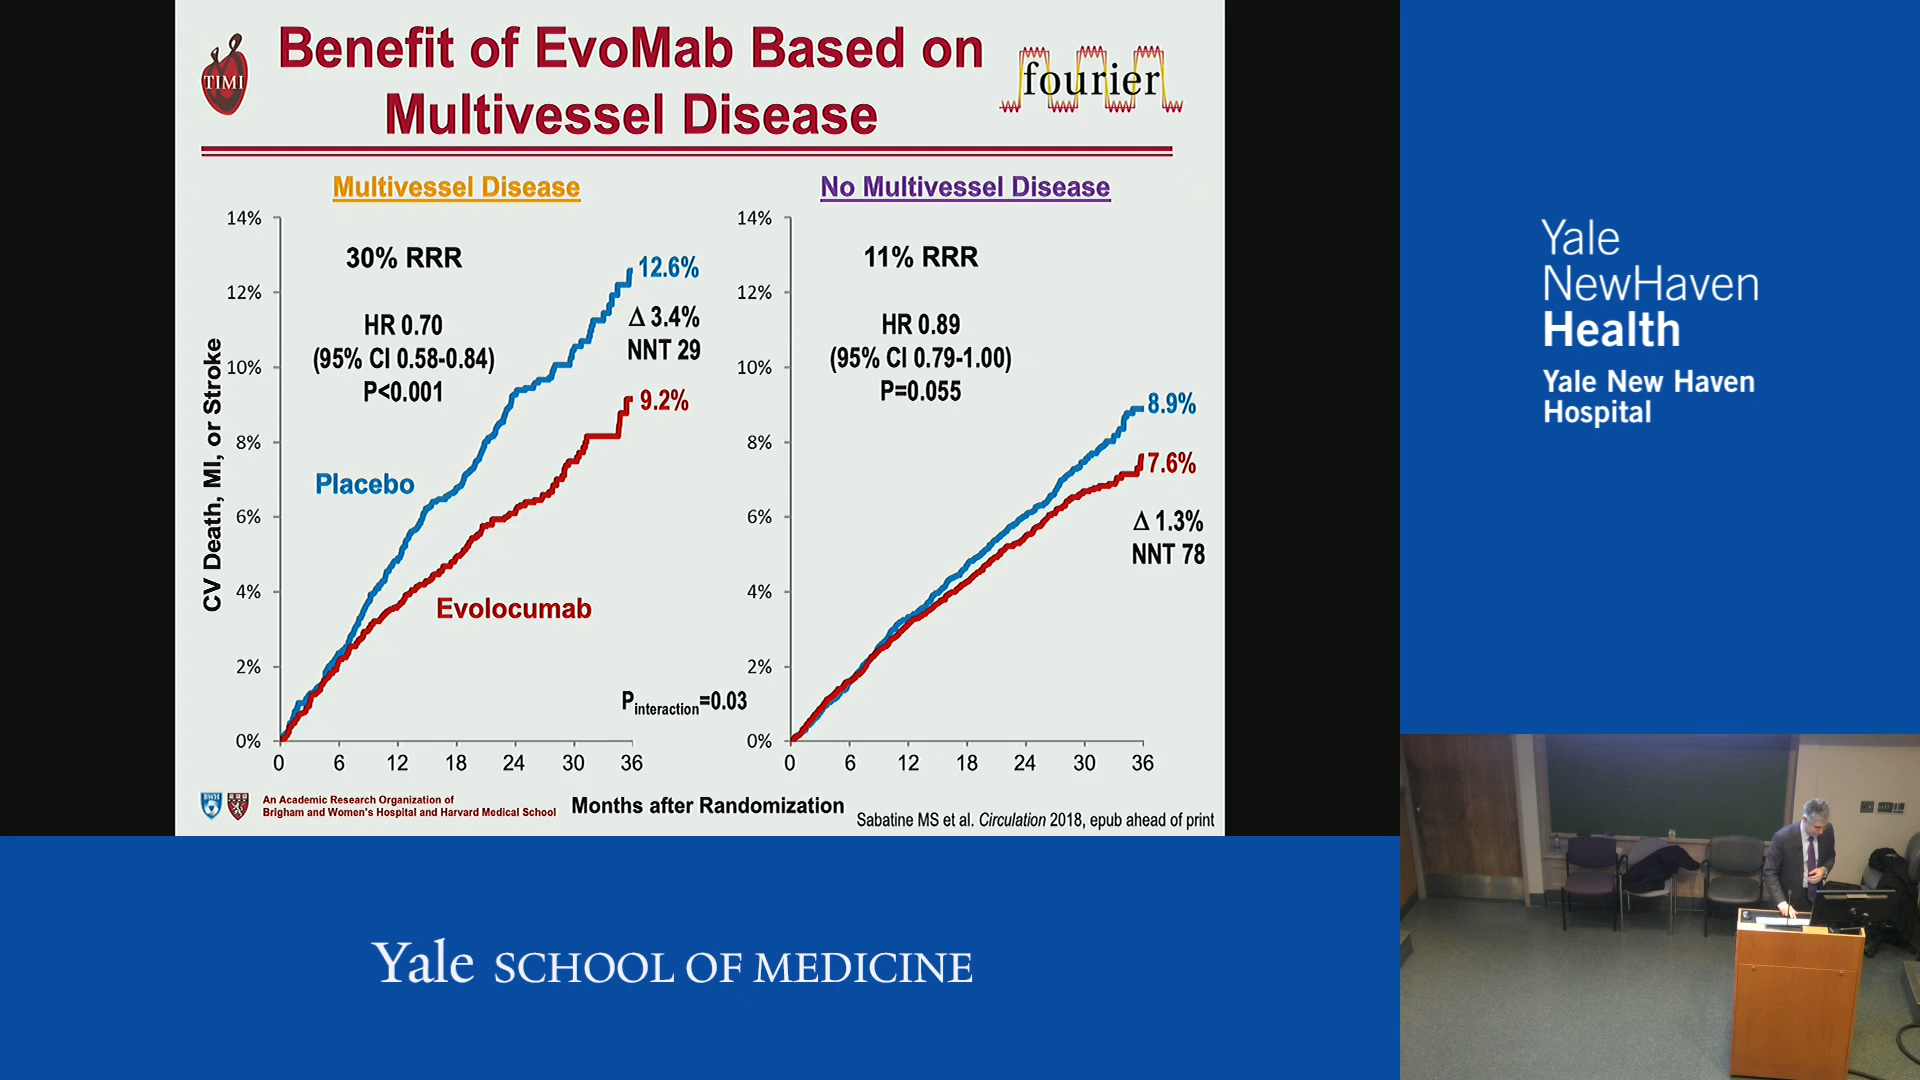 TIMI
Benefit of EvoMab Based on
Multivessel Disease
fourier
Multivessel Disease
No Multivessel Disease
CV Death, MI, or Stroke
14%
12%
10%
8%
6%
4%
2%
0%
30% RRR
HR 0.70
(95% CI 0.58-0.84)
P<0.001
12.6%
Δ 3.4%
NNT 29
9.2%
Placebo
Evolocumab
0 6 12 18 24 30 36
Pinteraction=0.03
14%
12%
10%
8%
6%
4%
2%
0%
11% RRR
HR 0.89
(95% CI 0.79-1.00)
P=0.055
8.9%
7.6%
Δ 1.3%
NNT 78
0 6 12 18 24 30 36
Months after Randomization
BWH
An Academic Research Organization of
Brigham and Women's Hospital and Harvard Medical School
Sabatine MS et al. Circulation 2018, epub ahead of print
Yale
NewHaven
Health
Yale New Haven
Hospital
Yale SCHOOL OF MEDICINE